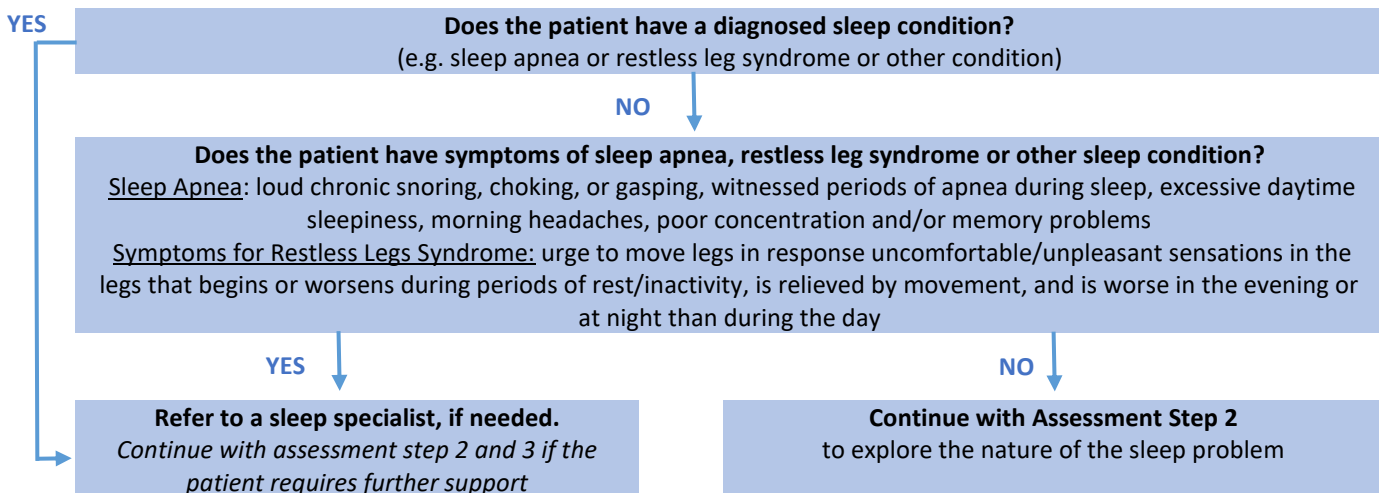 YES
Does the patient have a diagnosed sleep condition?
(e.g. sleep apnea or restless leg syndrome or other condition)
NO
Does the patient have symptoms of sleep apnea, restless leg syndrome or other sleep condition?
Sleep Apnea: loud chronic snoring, choking, or gasping, witnessed periods of apnea during sleep, excessive daytime
sleepiness, morning headaches, poor concentration and/or memory problems
Symptoms for Restless Legs Syndrome: urge to move legs in response uncomfortable/unpleasant sensations in the
legs that begins or worsens during periods of rest/inactivity, is relieved by movement, and is worse in the evening or
at night than during the day
YES
NO
Refer to a sleep specialist, if needed.
Continue with assessment step 2 and 3 if the
patient requires further support
Continue with Assessment Step 2
to explore the nature of the sleep problem